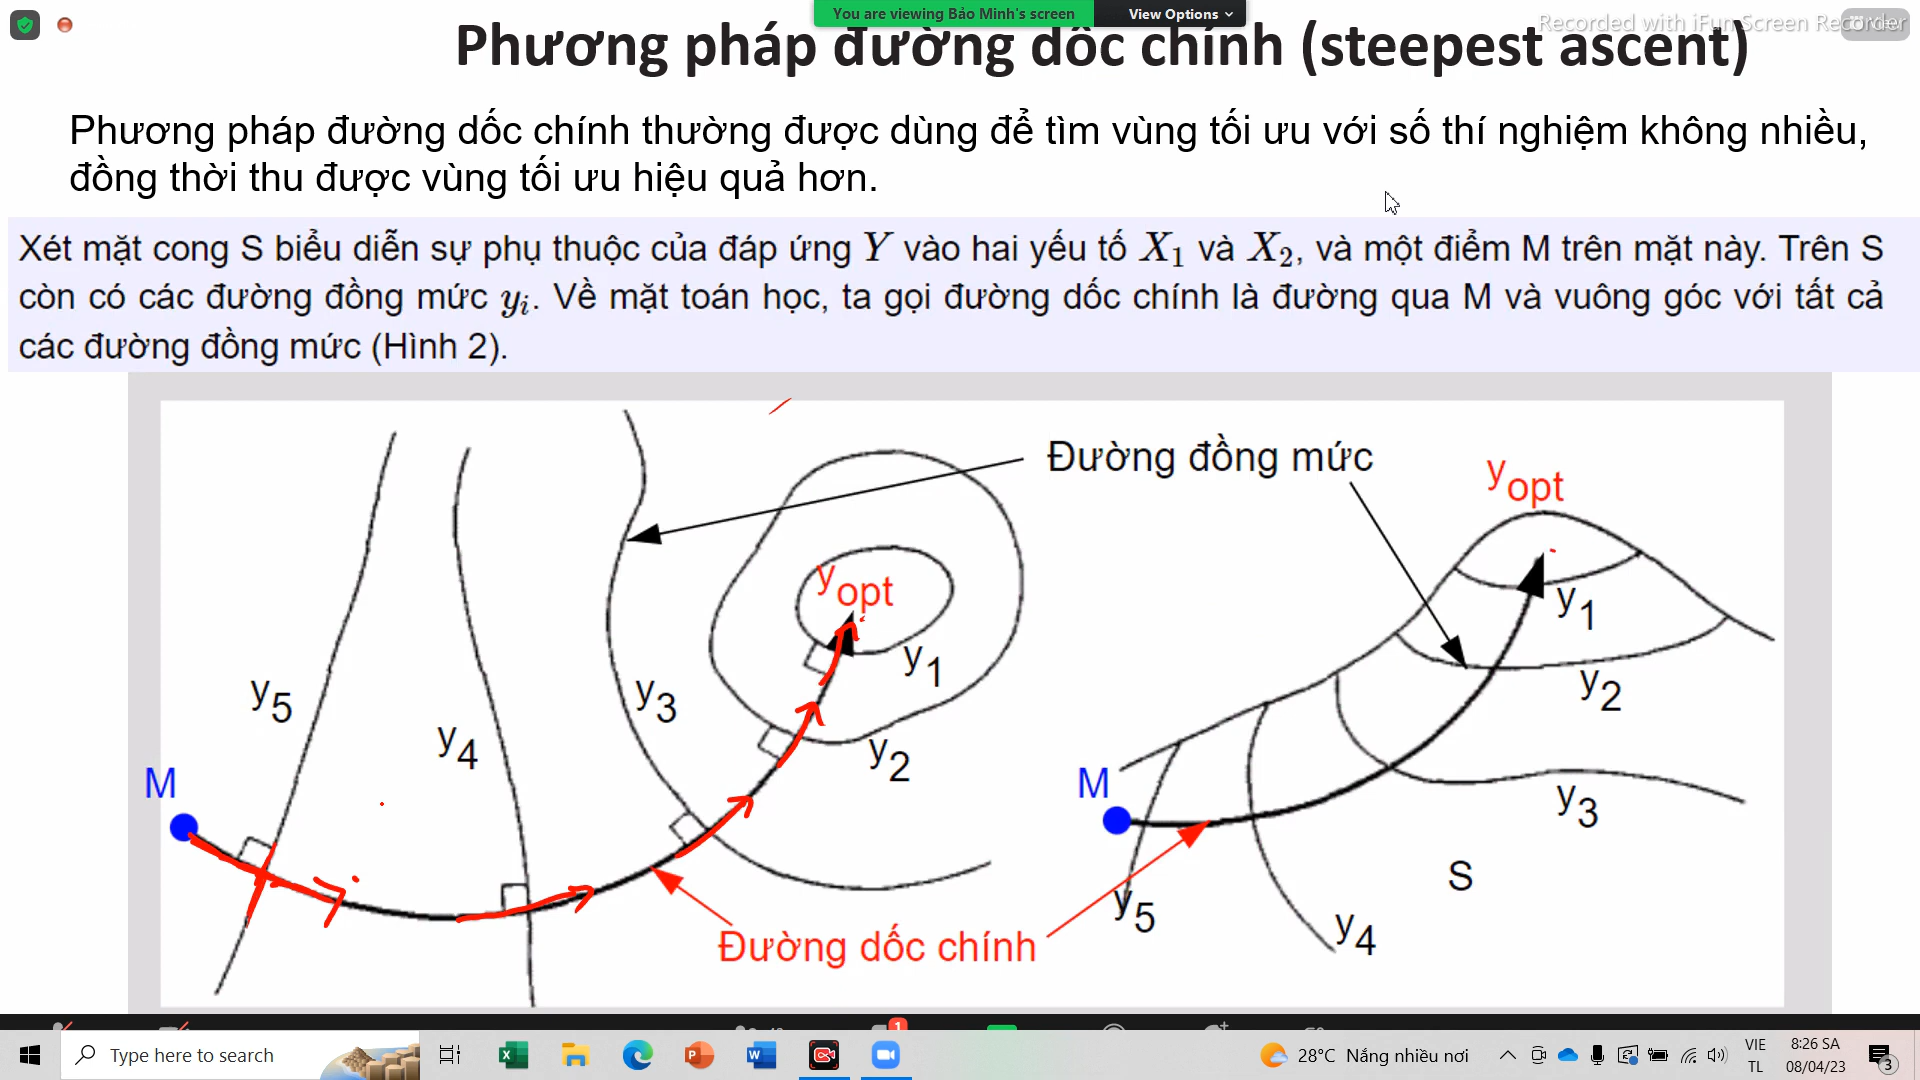 You are viewing Bảo Minh's screen
View Options
Recorded with iFun Screen Recorder
Phương pháp đường dốc chính (steepest ascent)
Phương pháp đường dốc chính thường được dùng để tìm vùng tối ưu với số thí nghiệm không nhiều,
đồng thời thu được vùng tối ưu hiệu quả hơn.
Xét mặt cong S biểu diễn sự phụ thuộc của đáp ứng Y vào hai yếu tố X₁ và X₂, và một điểm M trên mặt này. Trên S
còn có các đường đồng mức yᵢ. Về mặt toán học, ta gọi đường dốc chính là đường qua M và vuông góc với tất cả
các đường đồng mức (Hình 2).
Đường đồng mức
y opt
y opt
y₁
y₁
y₅
y₃
y₂
y₄
y₂
M
M
y₃
S
y₅
y₄
Đường dốc chính
1
Type here to search
28°C Nắng nhiều nơi
VIE
TL
8:26 SA
08/04/23
3